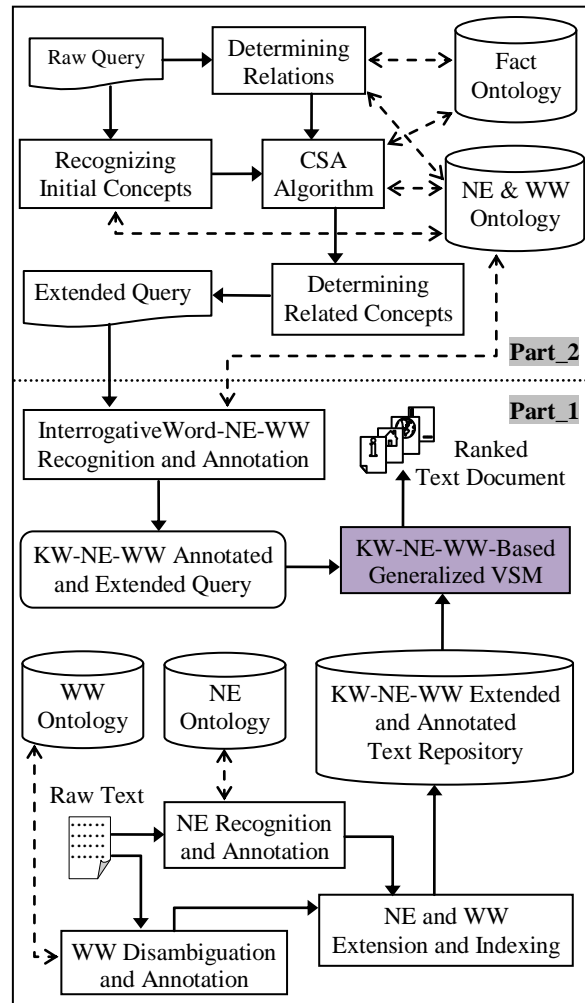 Raw Query
Determining
Relations
Fact
Ontology
Recognizing
Initial Concepts
CSA
Algorithm
NE & WW
Ontology
Extended Query
Determining
Related Concepts
Part_2
Part_1
InterrogativeWord-NE-WW
Recognition and Annotation
Ranked
Text Document
KW-NE-WW Annotated
and Extended Query
KW-NE-WW-Based
Generalized VSM
WW
Ontology
NE
Ontology
KW-NE-WW Extended
and Annotated
Text Repository
Raw Text
NE Recognition
and Annotation
WW Disambiguation
and Annotation
NE and WW
Extension and Indexing